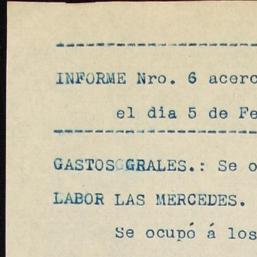 INFORME Nro. 6 acerc
el dia 5 de Fe
GASTOS GRALES.: Se o
LABOR LAS MERCEDES.
Se ocupó á los